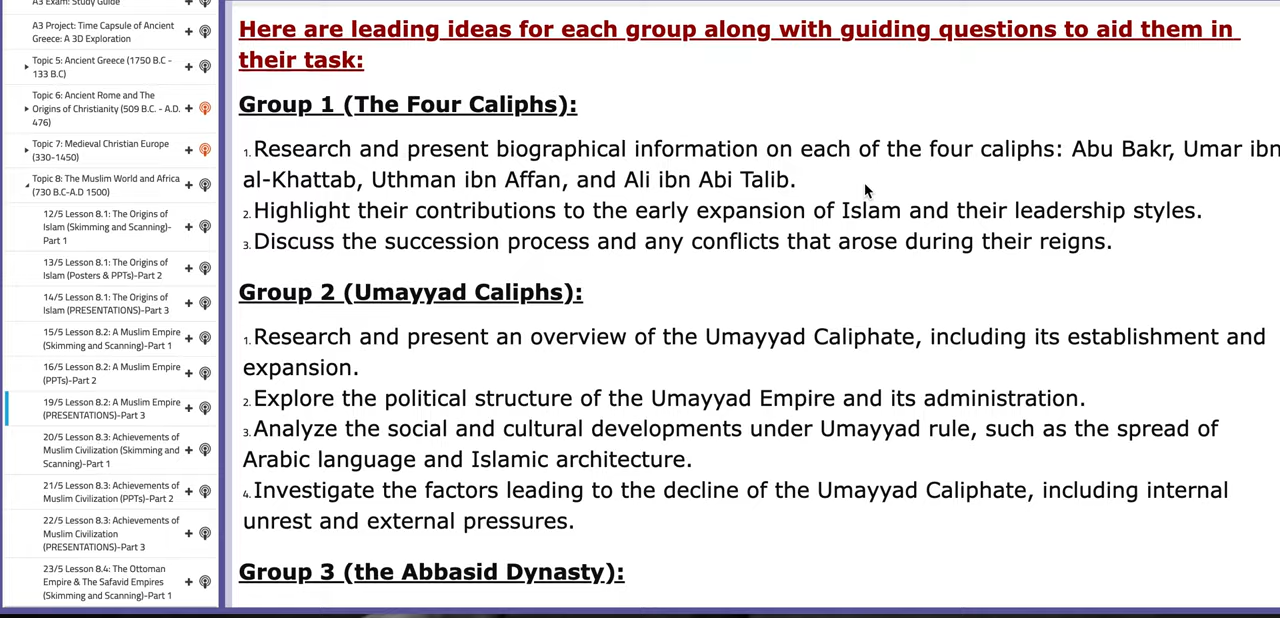 A3 Exam: Study Guide
A3 Project: Time Capsule of Ancient
Greece: A 3D Exploration
Topic 5: Ancient Greece (1750 B.C -
133 B.C)
Topic 6: Ancient Rome and The
Origins of Christianity (509 B.C. - A.D.
476)
Topic 7: Medieval Christian Europe
(330-1450)
Topic 8: The Muslim World and Africa
(730 B.C-A.D 1500)
12/5 Lesson 8.1: The Origins of
Islam (Skimming and Scanning)-
Part 1
13/5 Lesson 8.1: The Origins of
Islam (Posters & PPTs)-Part 2
14/5 Lesson 8.1: The Origins of
Islam (PRESENTATIONS)-Part 3
15/5 Lesson 8.2: A Muslim Empire
(Skimming and Scanning)-Part 1
16/5 Lesson 8.2: A Muslim Empire
(PPTs)-Part 2
19/5 Lesson 8.2: A Muslim Empire
(PRESENTATIONS)-Part 3
20/5 Lesson 8.3: Achievements of
Muslim Civilization (Skimming and
Scanning)-Part 1
21/5 Lesson 8.3: Achievements of
Muslim Civilization (PPTs)-Part 2
22/5 Lesson 8.3: Achievements of
Muslim Civilization
(PRESENTATIONS)-Part 3
23/5 Lesson 8.4: The Ottoman
Empire & The Safavid Empires
(Skimming and Scanning)-Part 1
Here are leading ideas for each group along with guiding questions to aid them in
their task:
Group 1 (The Four Caliphs):
1. Research and present biographical information on each of the four caliphs: Abu Bakr, Umar ibn
al-Khattab, Uthman ibn Affan, and Ali ibn Abi Talib.
2. Highlight their contributions to the early expansion of Islam and their leadership styles.
3. Discuss the succession process and any conflicts that arose during their reigns.
Group 2 (Umayyad Caliphs):
1. Research and present an overview of the Umayyad Caliphate, including its establishment and
expansion.
2. Explore the political structure of the Umayyad Empire and its administration.
3. Analyze the social and cultural developments under Umayyad rule, such as the spread of
Arabic language and Islamic architecture.
4. Investigate the factors leading to the decline of the Umayyad Caliphate, including internal
unrest and external pressures.
Group 3 (the Abbasid Dynasty):